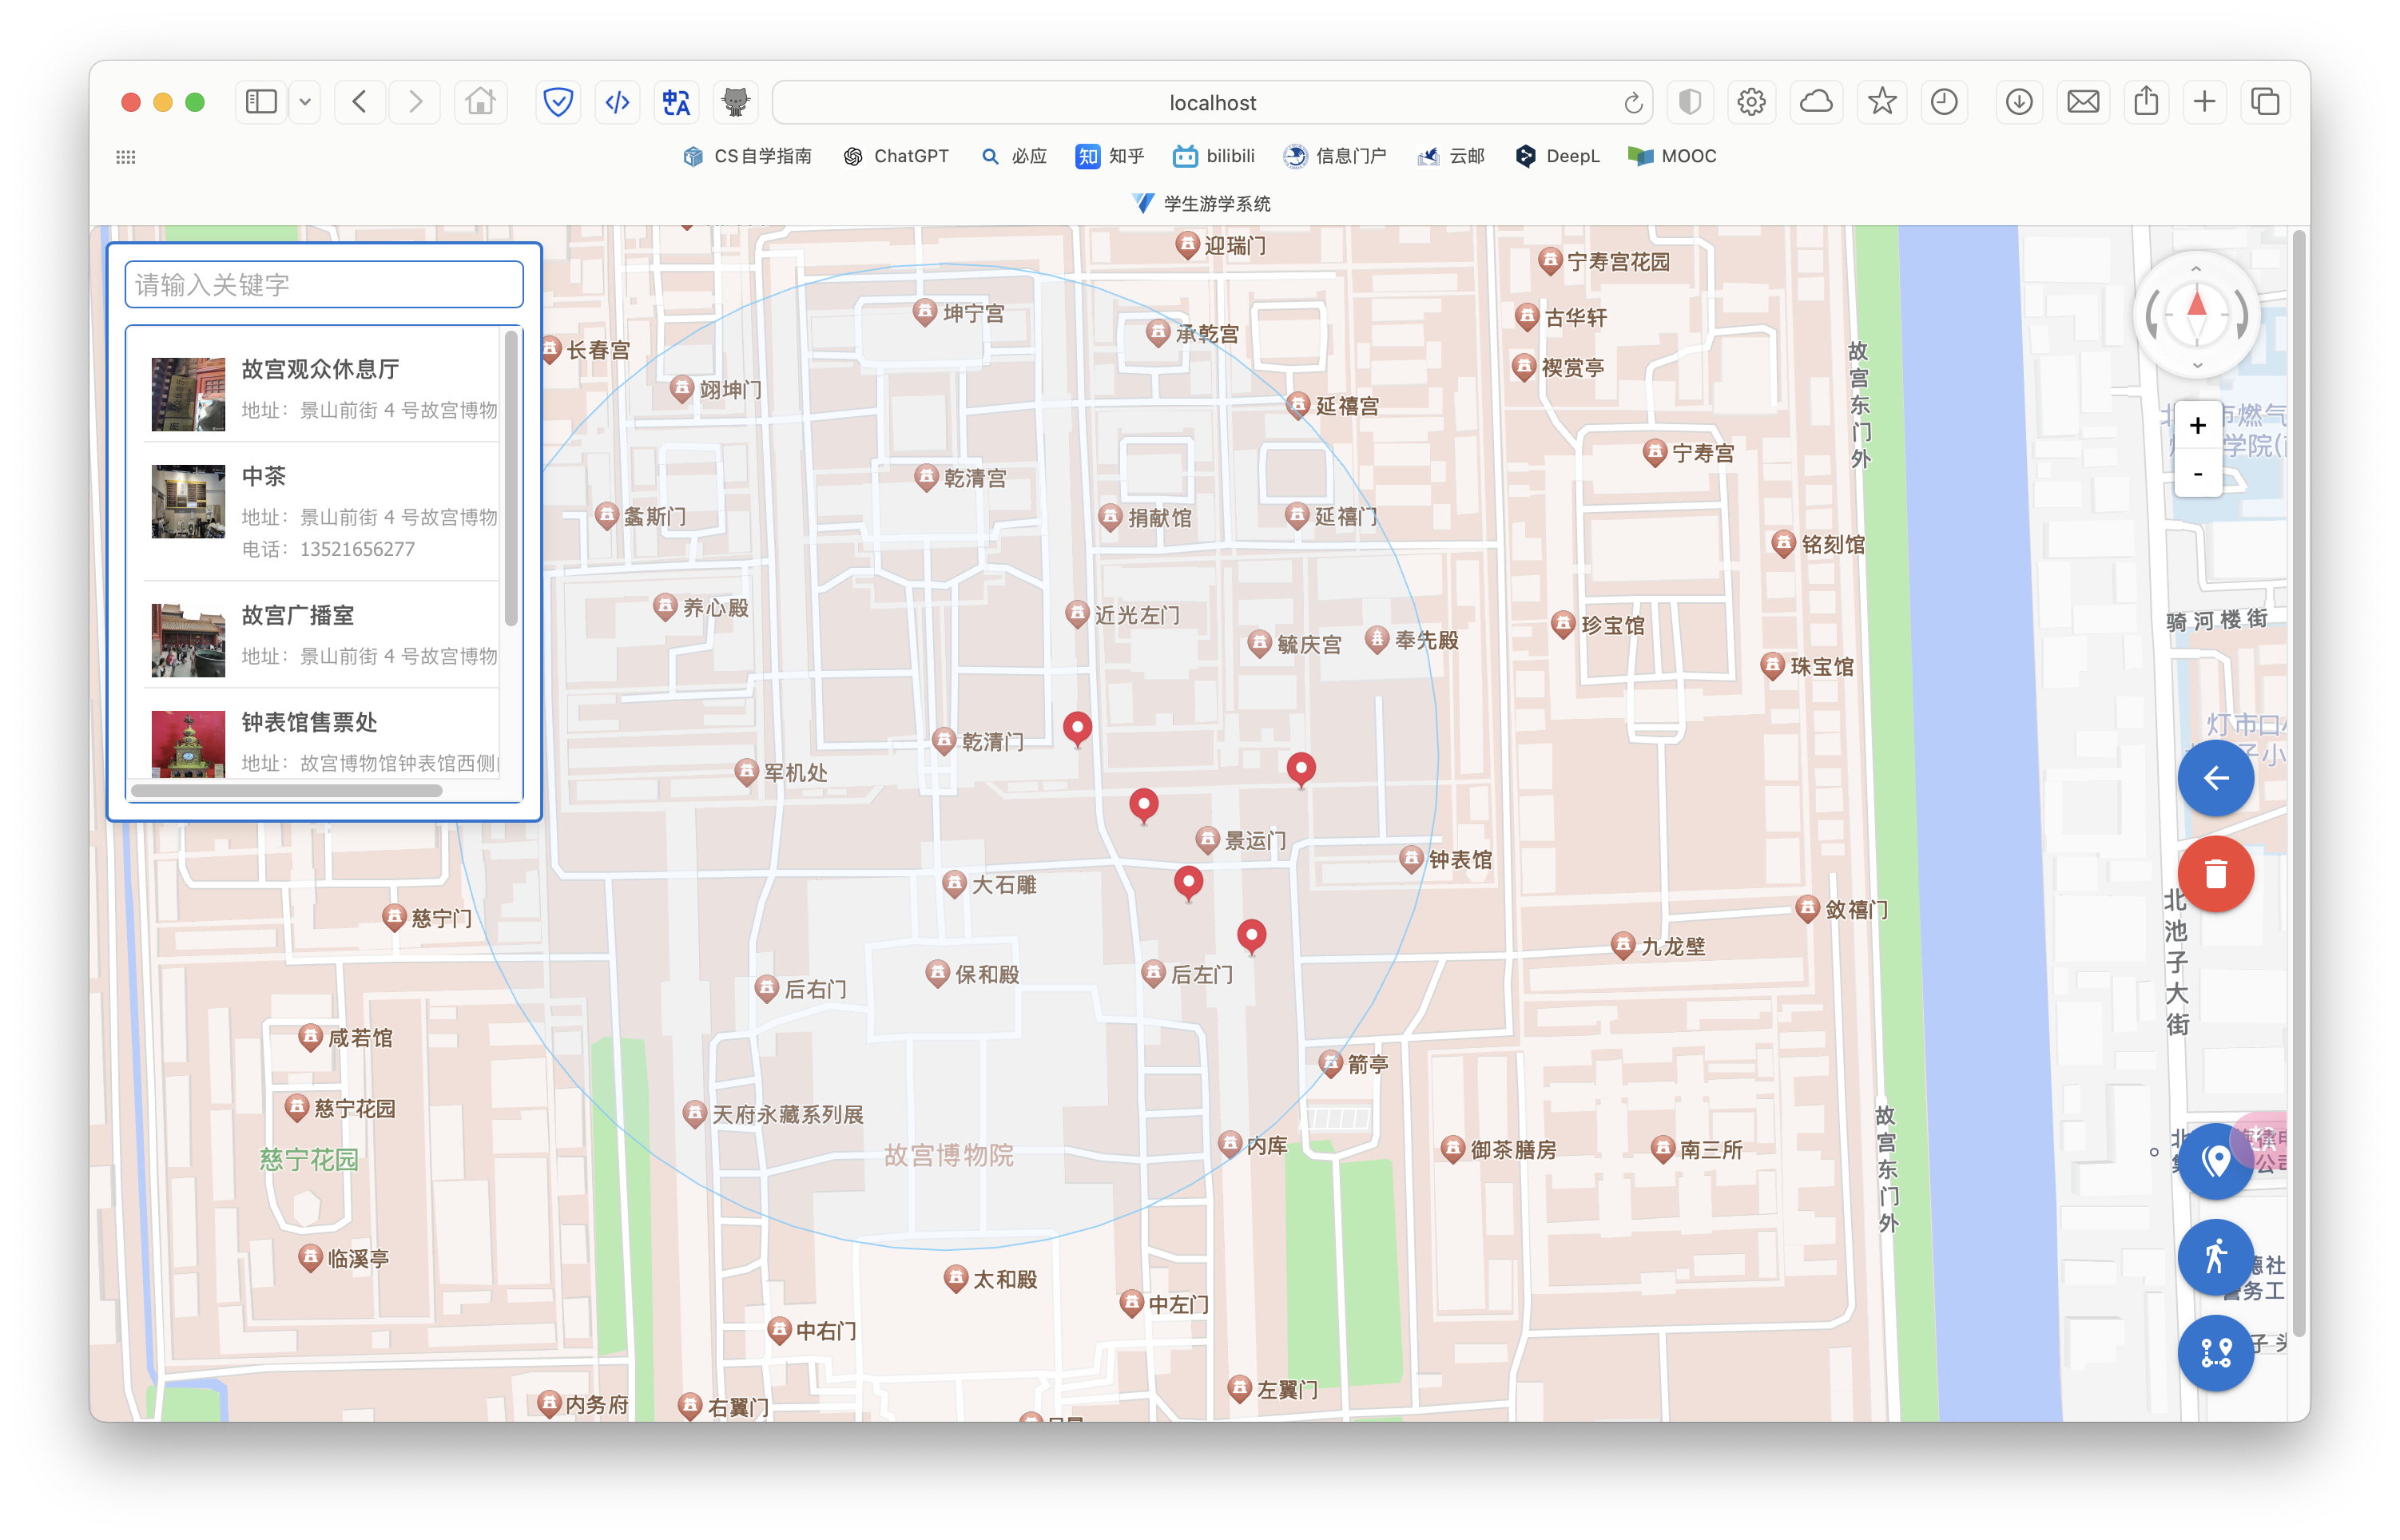 localhost
CS自学指南 ChatGPT 必应 知乎 bilibili 信息门户 云邮 DeepL MOOC
学生游学系统
请输入关键字
故宫观众休息厅
地址：景山前街 4 号故宫博物
中茶
地址：景山前街 4 号故宫博物
电话：13521656277
故宫广播室
地址：景山前街 4 号故宫博物
钟表馆售票处
地址：故宫博物馆钟表馆西侧
迎瑞门
宁寿宫花园
坤宁宫
古华轩
承乾宫
长春宫
禊赏亭
翊坤门
延禧宫
故宫东门外
宁寿宫
乾清宫
螽斯门
捐献馆
延禧门
铭刻馆
养心殿
近光左门
毓庆宫
奉先殿
珍宝馆
骑河楼街
珠宝馆
灯市口
乾清门
军机处
景运门
钟表馆
大石雕
慈宁门
敛禧门
北池子大街
九龙壁
保和殿
后左门
后右门
咸若馆
箭亭
慈宁花园
天府永藏系列展
故宫东门外
慈宁花园
故宫博物院
内库
御茶膳房
南三所
临溪亭
太和殿
中左门
中右门
左翼门
内务府
右翼门
+
-